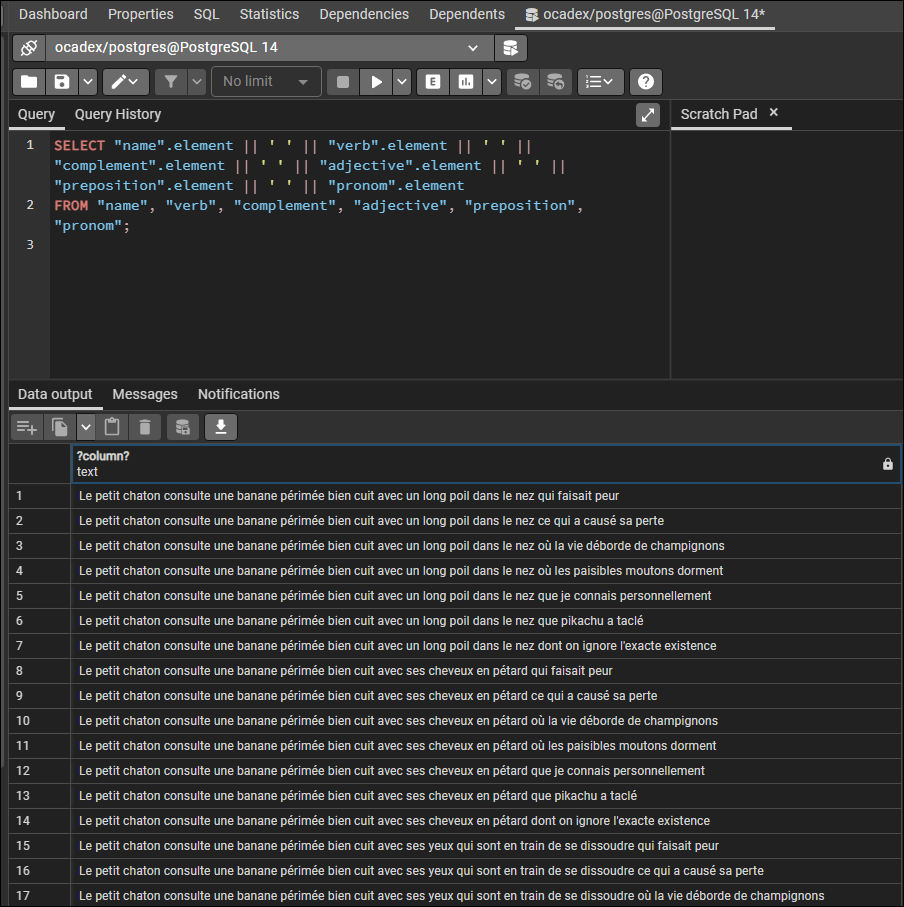 Dashboard Properties SQL Statistics Dependencies Dependents ocadex/postgres@PostgreSQL 14*
ocadex/postgres@PostgreSQL 14
No limit E ?
Query Query History Scratch Pad ×
1 SELECT "name".element || ' ' || "verb".element || ' ' ||
"complement".element || ' ' || "adjective".element || ' ' ||
"preposition".element || ' ' || "pronom".element
2 FROM "name", "verb", "complement", "adjective", "preposition",
"pronom";
3
Data output Messages Notifications
?column?
text
1 Le petit chaton consulte une banane périmée bien cuit avec un long poil dans le nez qui faisait peur
2 Le petit chaton consulte une banane périmée bien cuit avec un long poil dans le nez ce qui a causé sa perte
3 Le petit chaton consulte une banane périmée bien cuit avec un long poil dans le nez où la vie déborde de champignons
4 Le petit chaton consulte une banane périmée bien cuit avec un long poil dans le nez où les paisibles moutons dorment
5 Le petit chaton consulte une banane périmée bien cuit avec un long poil dans le nez que je connais personnellement
6 Le petit chaton consulte une banane périmée bien cuit avec un long poil dans le nez que pikachu a taclé
7 Le petit chaton consulte une banane périmée bien cuit avec un long poil dans le nez dont on ignore l'exacte existence
8 Le petit chaton consulte une banane périmée bien cuit avec ses cheveux en pétard qui faisait peur
9 Le petit chaton consulte une banane périmée bien cuit avec ses cheveux en pétard ce qui a causé sa perte
10 Le petit chaton consulte une banane périmée bien cuit avec ses cheveux en pétard où la vie déborde de champignons
11 Le petit chaton consulte une banane périmée bien cuit avec ses cheveux en pétard où les paisibles moutons dorment
12 Le petit chaton consulte une banane périmée bien cuit avec ses cheveux en pétard que je connais personnellement
13 Le petit chaton consulte une banane périmée bien cuit avec ses cheveux en pétard que pikachu a taclé
14 Le petit chaton consulte une banane périmée bien cuit avec ses cheveux en pétard dont on ignore l'exacte existence
15 Le petit chaton consulte une banane périmée bien cuit avec ses yeux qui sont en train de se dissoudre qui faisait peur
16 Le petit chaton consulte une banane périmée bien cuit avec ses yeux qui sont en train de se dissoudre ce qui a causé sa perte
17 Le petit chaton consulte une banane périmée bien cuit avec ses yeux qui sont en train de se dissoudre où la vie déborde de champignons